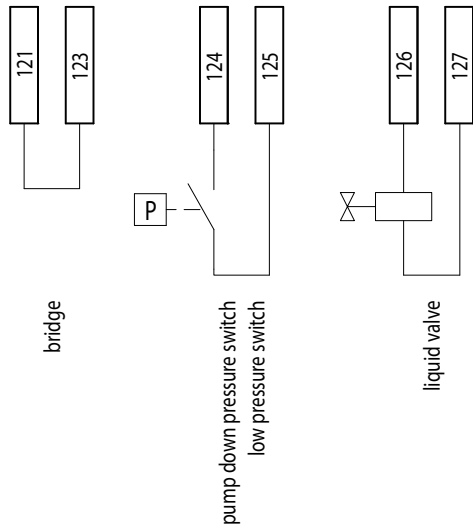 121
123
124
125
126
127
P
bridge
pump down pressure switch
low pressure switch
liquid valve